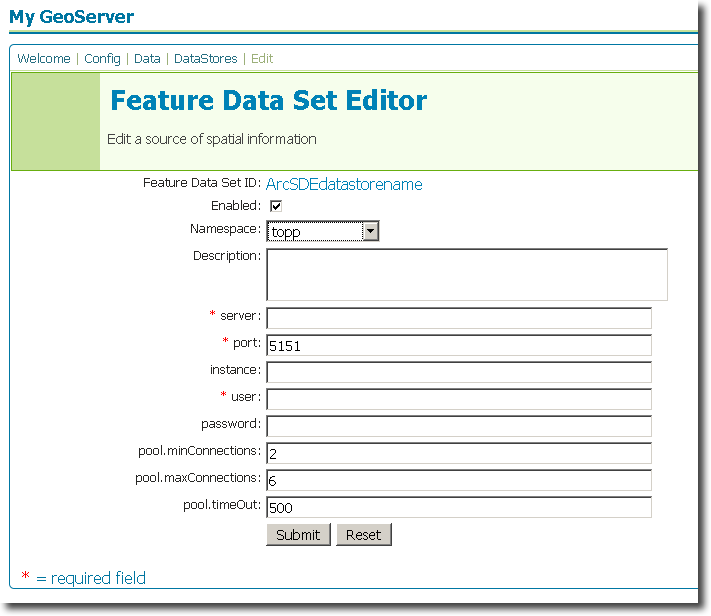 My GeoServer
Welcome | Config | Data | DataStores | Edit
Feature Data Set Editor
Edit a source of spatial information
Feature Data Set ID: ArcSDEdatastorename
Enabled:
Namespace: topp
Description:
* server:
* port: 5151
instance:
* user:
password:
pool.minConnections: 2
pool.maxConnections: 6
pool.timeOut: 500
Submit Reset
* = required field